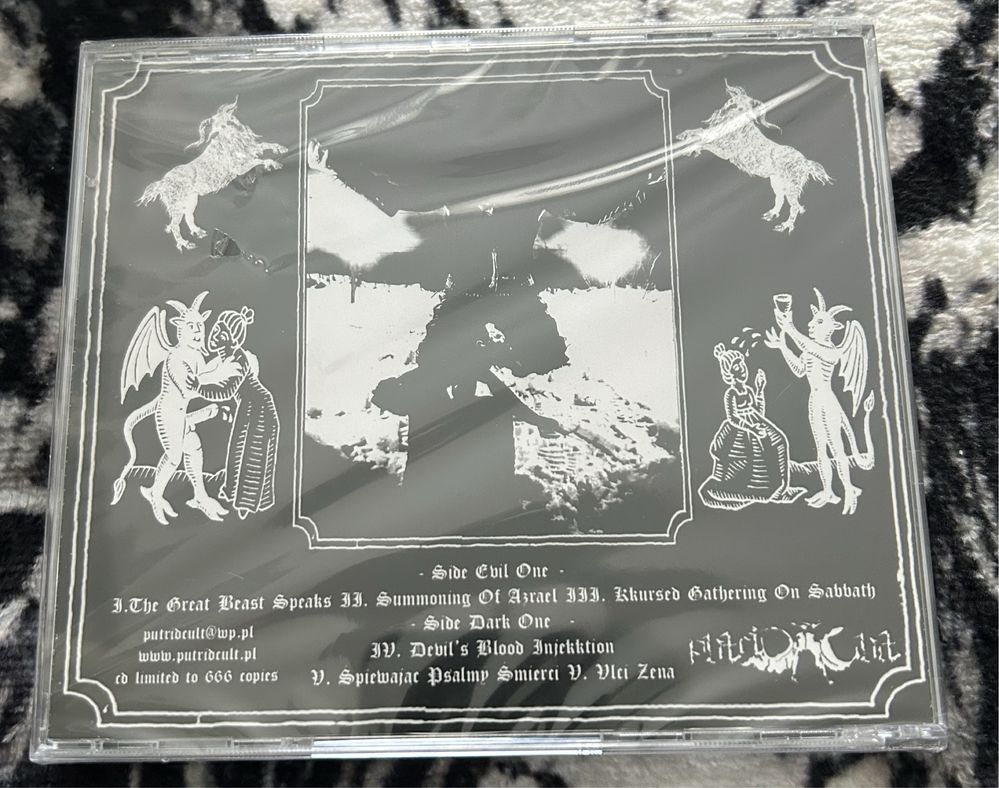 - Side Evil One -
I.The Great Beast Speaks II. Summoning Of Azrael III. Kkursed Gathering On Sabbath
- Side Dark One -
putridcult@wp.pl
www.putridcult.pl
cd limited to 666 copies
IV. Devil's Blood Injekktion
V. Spiewajac Psalmy Smierci V. Vlci Zena